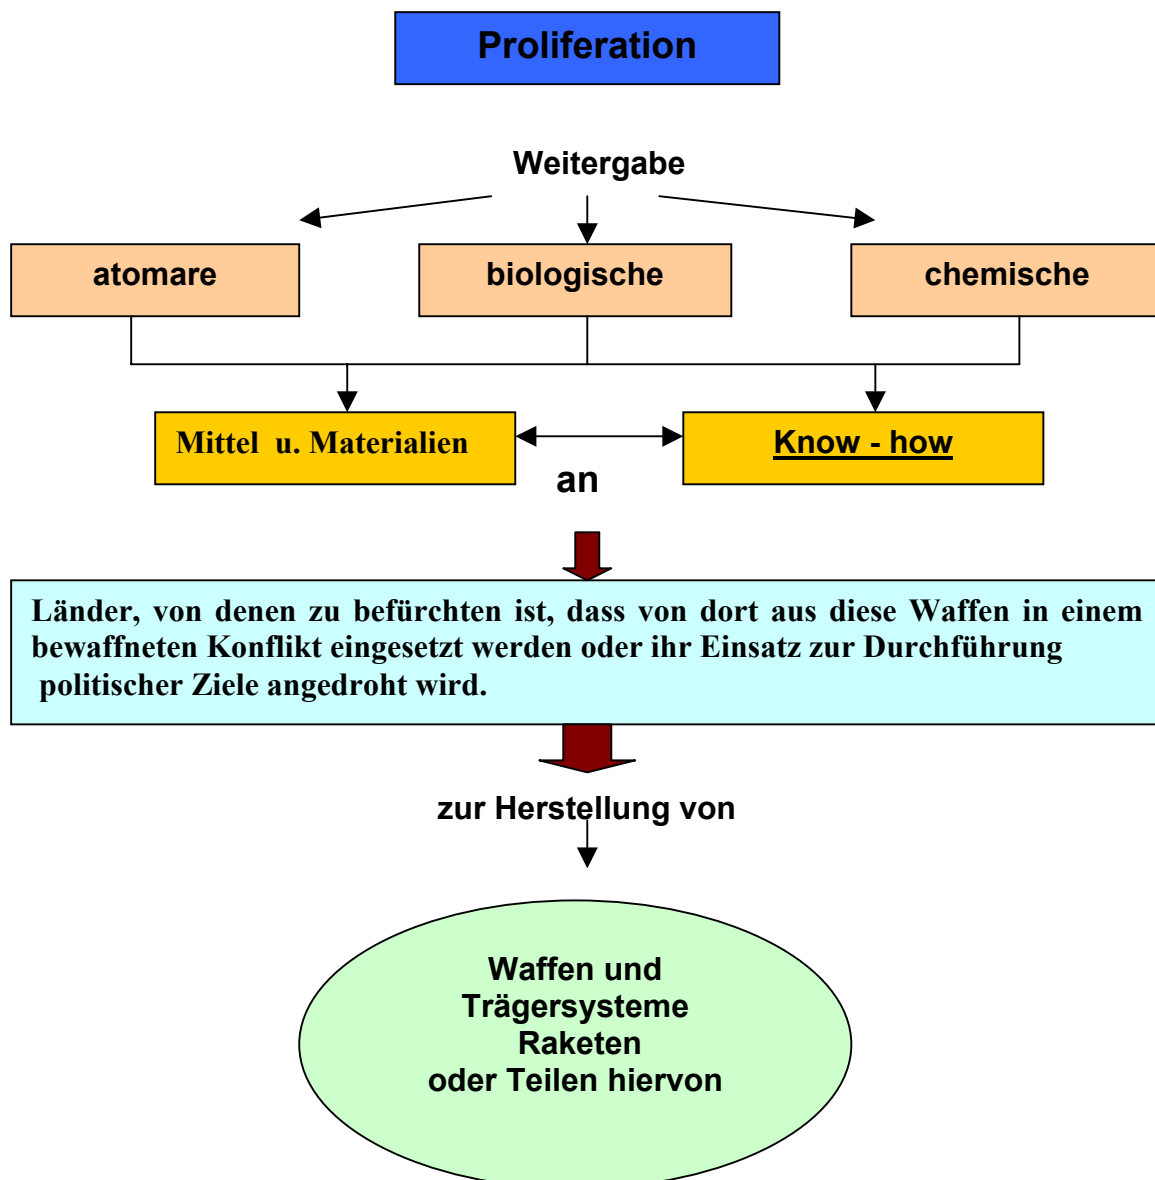 Proliferation
Weitergabe
atomare
biologische
chemische
Mittel u. Materialien
Know - how
an
Länder, von denen zu befürchten ist, dass von dort aus diese Waffen in einem
bewaffneten Konflikt eingesetzt werden oder ihr Einsatz zur Durchführung
politischer Ziele angedroht wird.
zur Herstellung von
Waffen und
Trägersysteme
Raketen
oder Teilen hiervon